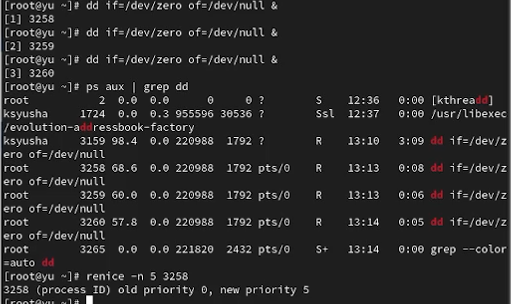 [root@yu ~]# dd if=/dev/zero of=/dev/null &
[1] 3258
[root@yu ~]# dd if=/dev/zero of=/dev/null &
[2] 3259
[root@yu ~]# dd if=/dev/zero of=/dev/null &
[3] 3260
[root@yu ~]# ps aux | grep dd
root 2 0.0 0.0 0 0 ? S 12:36 0:00 [kthreadd]
ksyusha 1724 0.0 0.3 955596 30536 ? Ssl 12:37 0:00 /usr/libexec
/evolution-addressbook-factory
ksyusha 3159 98.4 0.0 220988 1792 ? R 13:10 3:09 dd if=/dev/z
ero of=/dev/null
root 3258 68.6 0.0 220988 1792 pts/0 R 13:13 0:08 dd if=/dev/z
ero of=/dev/null
root 3259 60.0 0.0 220988 1792 pts/0 R 13:13 0:06 dd if=/dev/z
ero of=/dev/null
root 3260 57.8 0.0 220988 1792 pts/0 R 13:14 0:05 dd if=/dev/z
ero of=/dev/null
root 3265 0.0 0.0 221820 2432 pts/0 S+ 13:14 0:00 grep --color
=auto dd
[root@yu ~]# renice -n 5 3258
3258 (process ID) old priority 0, new priority 5
[root@yu ~]#